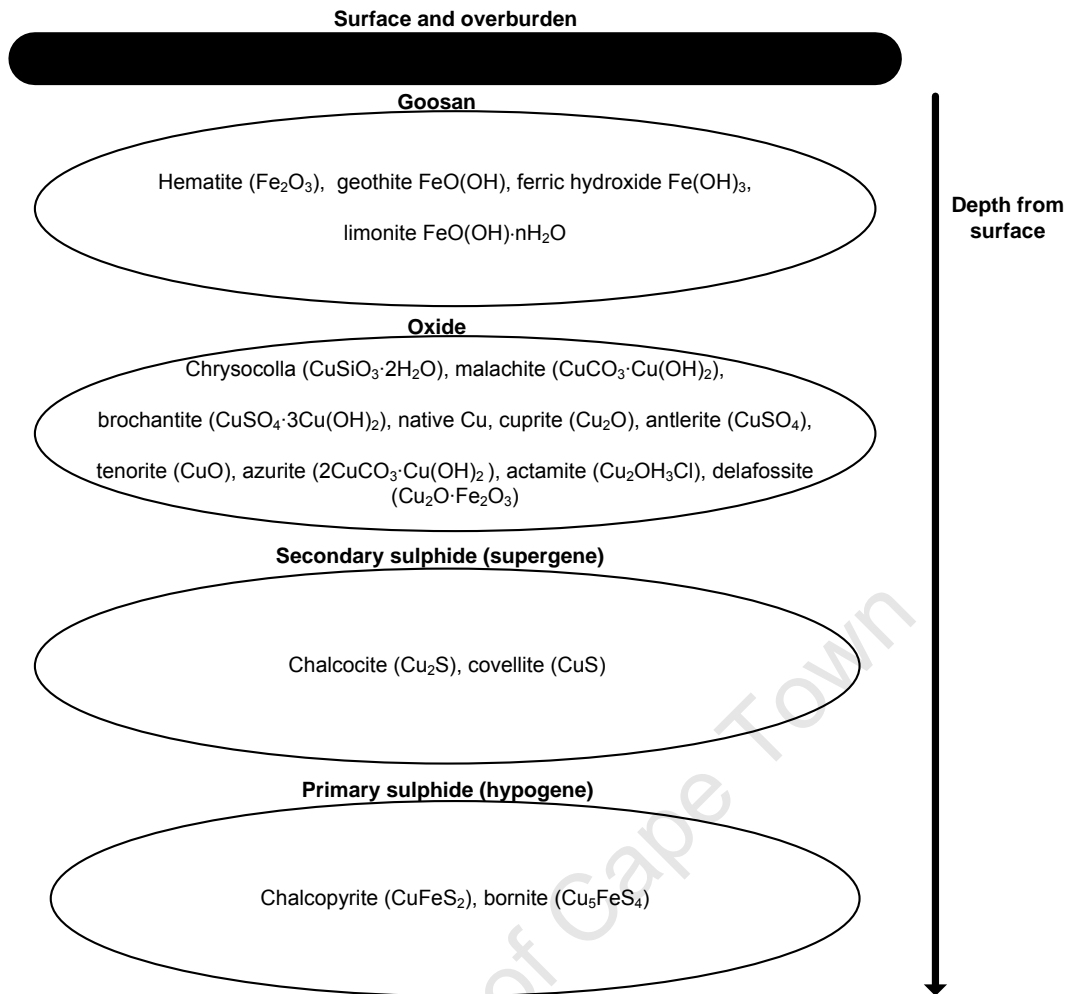 Surface and overburden
Goosan
Hematite (Fe₂O₃), geothite FeO(OH), ferric hydroxide Fe(OH)₃,
limonite FeO(OH)·nH₂O
Depth from
surface
Oxide
Chrysocolla (CuSiO₃·2H₂O), malachite (CuCO₃·Cu(OH)₂),
brochantite (CuSO₄·3Cu(OH)₂), native Cu, cuprite (Cu₂O), antlerite (CuSO₄),
tenorite (CuO), azurite (2CuCO₃·Cu(OH)₂ ), actamite (Cu₂OH₃Cl), delafossite
(Cu₂O·Fe₂O₃)
Secondary sulphide (supergene)
Chalcocite (Cu₂S), covellite (CuS)
Primary sulphide (hypogene)
Chalcopyrite (CuFeS₂), bornite (Cu₅FeS₄)
of Cape Town